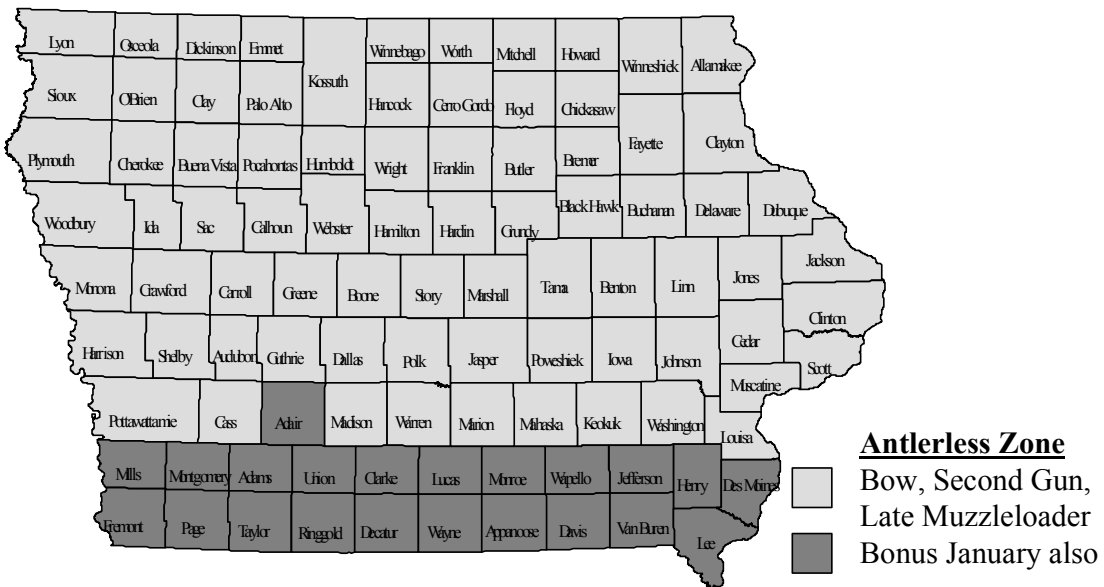 Lyon Osceola Dickinson Emmet Winnebago Worth Mitchell Howard Winneshiek Allamakee
Kossuth
Sioux O'Brien Clay Palo Alto Hancock Cerro Gordo Floyd Chickasaw
Fayette Clayton
Plymouth Cherokee Buena Vista Pocahontas Humboldt Wright Franklin Butler Bremer
Woodbury Ida Sac Calhoun Webster Hamilton Hardin Grundy Black Hawk Buchanan Delaware Dubuque
Jackson
Monona Crawford Carroll Greene Boone Story Marshall Tama Benton Linn Jones
Clinton
Harrison Shelby Audubon Guthrie Dallas Polk Jasper Poweshiek Iowa Johnson Cedar
Scott
Muscatine
Pottawattamie Cass Adair Madison Warren Marion Mahaska Keokuk Washington
Louisa
Mills Montgomery Adams Union Clarke Lucas Monroe Wapello Jefferson Henry Des Moines
Fremont Page Taylor Ringgold Decatur Wayne Appanoose Davis Van Buren Lee
Antlerless Zone
Bow, Second Gun,
Late Muzzleloader
Bonus January also